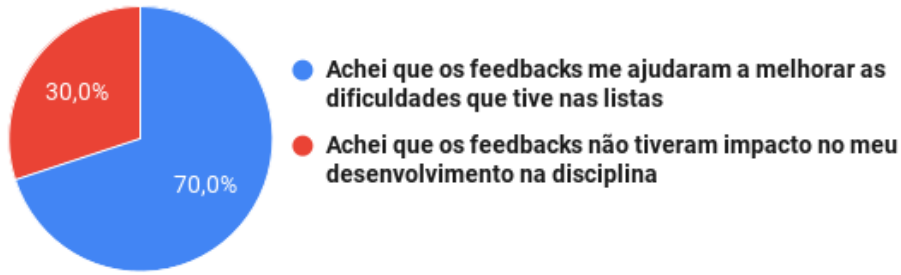 30,0%
70,0%
Achei que os feedbacks me ajudaram a melhorar as
dificuldades que tive nas listas
Achei que os feedbacks não tiveram impacto no meu
desenvolvimento na disciplina